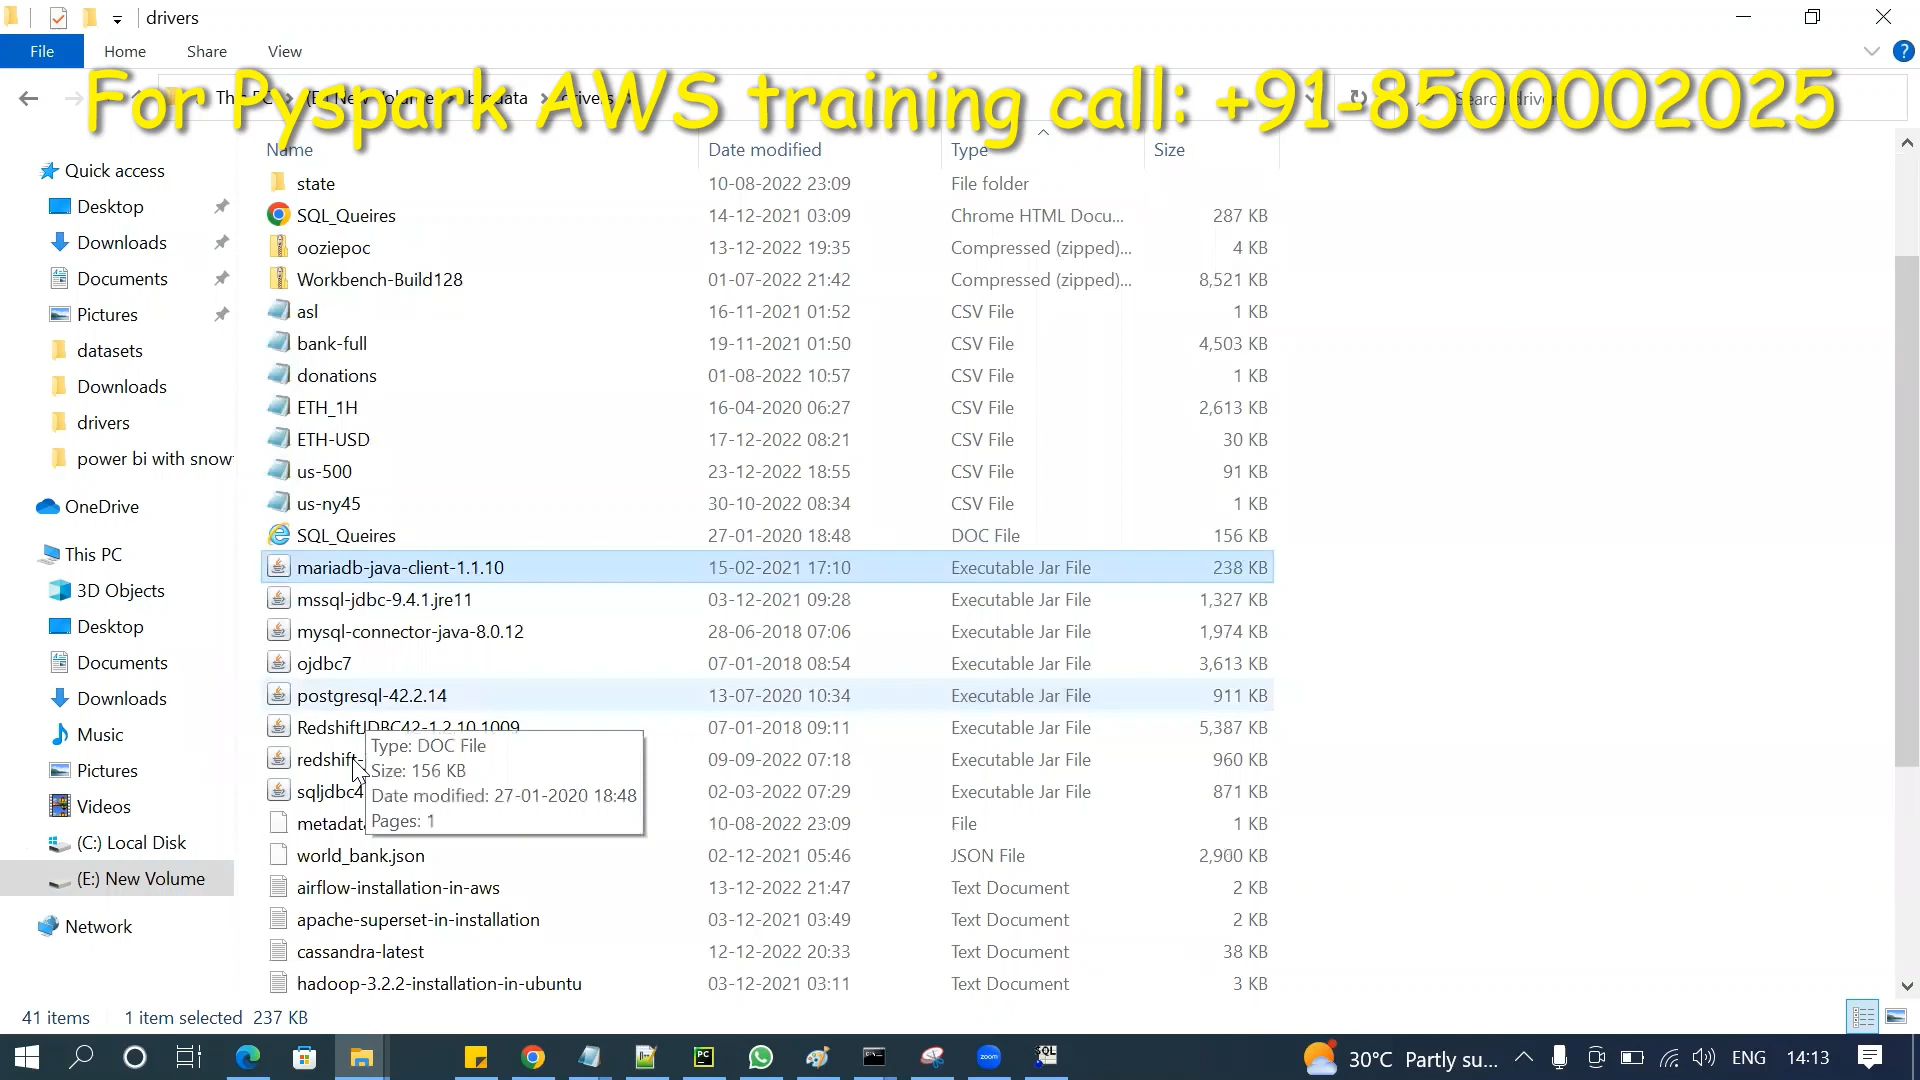 drivers
File Home Share View
For Pyspark AWS training call: +91-8500002025
Name Date modified Type Size
Quick access
Desktop
Downloads
Documents
Pictures
datasets
Downloads
drivers
power bi with snow
OneDrive
This PC
3D Objects
Desktop
Documents
Downloads
Music
Pictures
Videos
(C:) Local Disk
(E:) New Volume
Network
state 10-08-2022 23:09 File folder
SQL_Queires 14-12-2021 03:09 Chrome HTML Docu... 287 KB
ooziepoc 13-12-2022 19:35 Compressed (zipped)... 4 KB
Workbench-Build128 01-07-2022 21:42 Compressed (zipped)... 8,521 KB
asl 16-11-2021 01:52 CSV File 1 KB
bank-full 19-11-2021 01:50 CSV File 4,503 KB
donations 01-08-2022 10:57 CSV File 1 KB
ETH_1H 16-04-2020 06:27 CSV File 2,613 KB
ETH-USD 17-12-2022 08:21 CSV File 30 KB
us-500 23-12-2022 18:55 CSV File 91 KB
us-ny45 30-10-2022 08:34 CSV File 1 KB
SQL_Queires 27-01-2020 18:48 DOC File 156 KB
mariadb-java-client-1.1.10 15-02-2021 17:10 Executable Jar File 238 KB
mssql-jdbc-9.4.1.jre11 03-12-2021 09:28 Executable Jar File 1,327 KB
mysql-connector-java-8.0.12 28-06-2018 07:06 Executable Jar File 1,974 KB
ojdbc7 07-01-2018 08:54 Executable Jar File 3,613 KB
postgresql-42.2.14 13-07-2020 10:34 Executable Jar File 911 KB
RedshiftJDBC42-1.2.10.1009 07-01-2018 09:11 Executable Jar File 5,387 KB
redshift- 09-09-2022 07:18 Executable Jar File 960 KB
sqljdbc4 02-03-2022 07:29 Executable Jar File 871 KB
metadata 10-08-2022 23:09 File 1 KB
world_bank.json 02-12-2021 05:46 JSON File 2,900 KB
airflow-installation-in-aws 13-12-2022 21:47 Text Document 2 KB
apache-superset-in-installation 03-12-2021 03:49 Text Document 2 KB
cassandra-latest 12-12-2022 20:33 Text Document 38 KB
hadoop-3.2.2-installation-in-ubuntu 03-12-2021 03:11 Text Document 3 KB
Type: DOC File
Size: 156 KB
Date modified: 27-01-2020 18:48
Pages: 1
41 items 1 item selected 237 KB
30°C Partly su... ENG 14:13